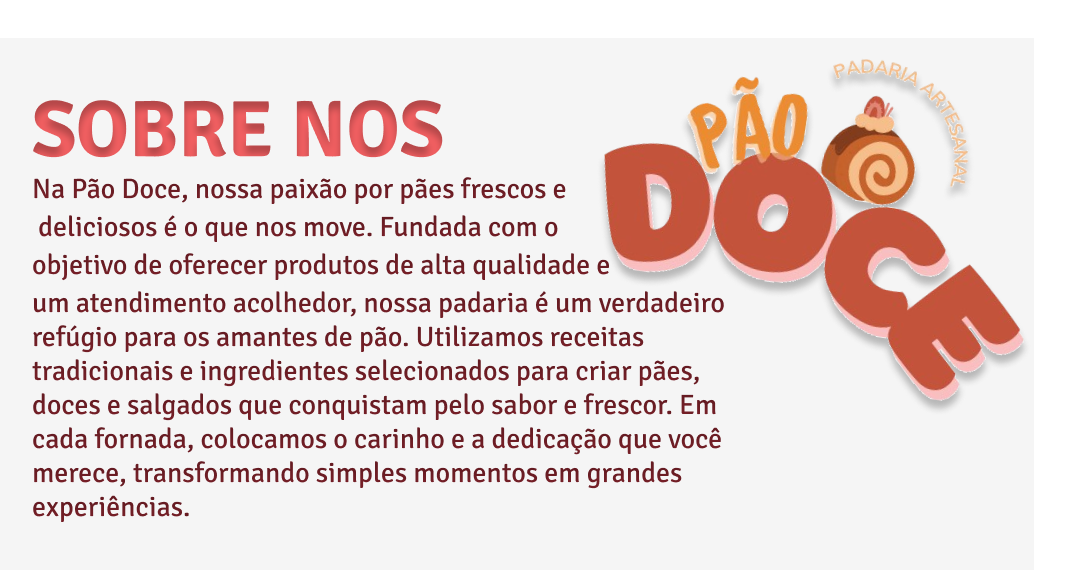 SOBRE NOS
Na Pão Doce, nossa paixão por pães frescos e
deliciosos é o que nos move. Fundada com o
objetivo de oferecer produtos de alta qualidade e
um atendimento acolhedor, nossa padaria é um verdadeiro
refúgio para os amantes de pão. Utilizamos receitas
tradicionais e ingredientes selecionados para criar pães,
doces e salgados que conquistam pelo sabor e frescor. Em
cada fornada, colocamos o carinho e a dedicação que você
merece, transformando simples momentos em grandes
experiências.
PÃO
DOCE
PADARIA ARTESANAL